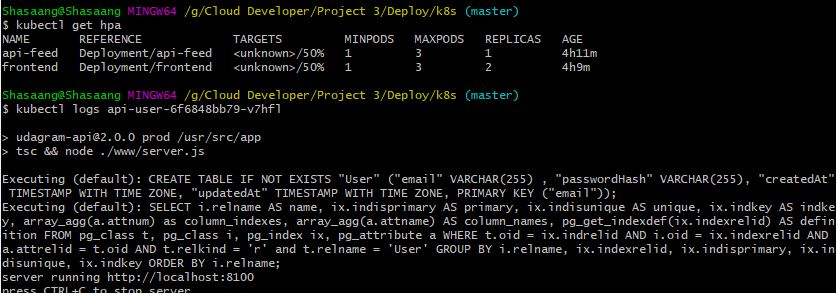 Shasaang@Shasaang MINGW64 /g/Cloud Developer/Project 3/Deploy/k8s (master)
$ kubectl get hpa
NAME REFERENCE TARGETS MINPODS MAXPODS REPLICAS AGE
api-feed Deployment/api-feed <unknown>/50% 1 3 1 4h11m
frontend Deployment/frontend <unknown>/50% 1 3 2 4h9m
Shasaang@Shasaang MINGW64 /g/Cloud Developer/Project 3/Deploy/k8s (master)
$ kubectl logs api-user-6f6848bb79-v7hfl
> udagram-api@2.0.0 prod /usr/src/app
> tsc && node ./www/server.js
Executing (default): CREATE TABLE IF NOT EXISTS "User" ("email" VARCHAR(255) , "passwordHash" VARCHAR(255), "createdAt"
TIMESTAMP WITH TIME ZONE, "updatedAt" TIMESTAMP WITH TIME ZONE, PRIMARY KEY ("email"));
Executing (default): SELECT i.relname AS name, ix.indisprimary AS primary, ix.indisunique AS unique, ix.indkey AS indke
y, array_agg(a.attnum) as column_indexes, array_agg(a.attname) AS column_names, pg_get_indexdef(ix.indexrelid) AS defin
ition FROM pg_class t, pg_class i, pg_index ix, pg_attribute a WHERE t.oid = ix.indrelid AND i.oid = ix.indexrelid AND
a.attrelid = t.oid AND t.relkind = 'r' and t.relname = 'User' GROUP BY i.relname, ix.indexrelid, ix.indisprimary, ix.in
disunique, ix.indkey ORDER BY i.relname;
server running http://localhost:8100
press CTRL+C to stop server